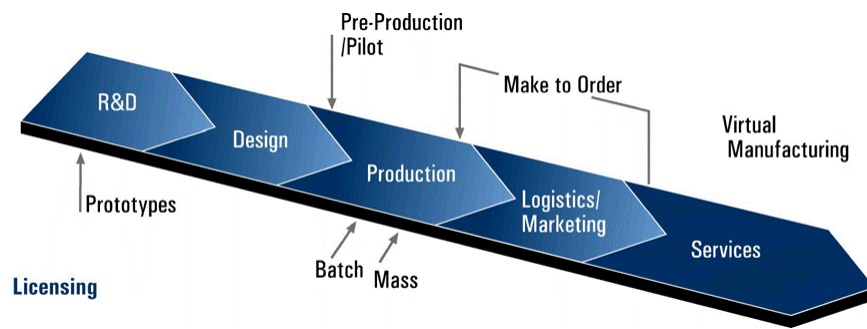 Pre-Production
/Pilot
Make to Order
Virtual
Manufacturing
R&D
Design
Production
Logistics/
Marketing
Services
Prototypes
Batch
Mass
Licensing